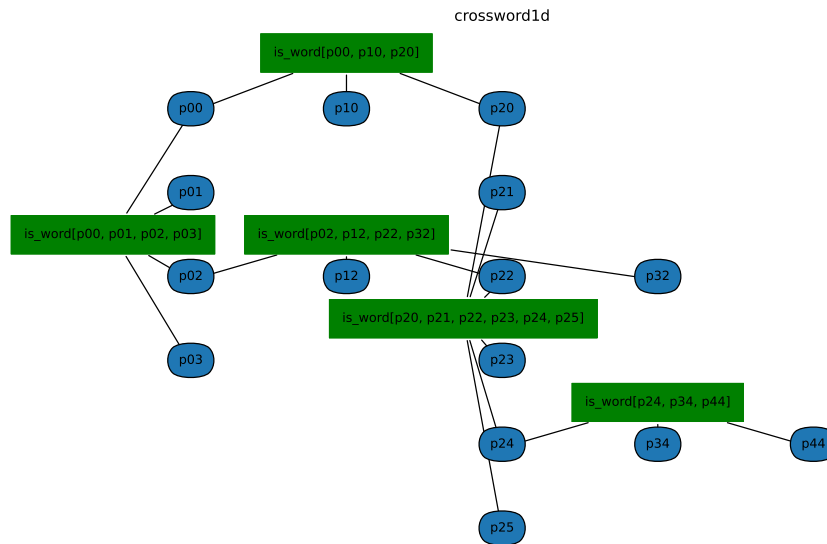 crossword1d
is_word[p00, p10, p20]
p00
p10
p20
p01
p21
is_word[p00, p01, p02, p03]
is_word[p02, p12, p22, p32]
p02
p12
p22
p32
is_word[p20, p21, p22, p23, p24, p25]
p03
p23
is_word[p24, p34, p44]
p24
p34
p44
p25